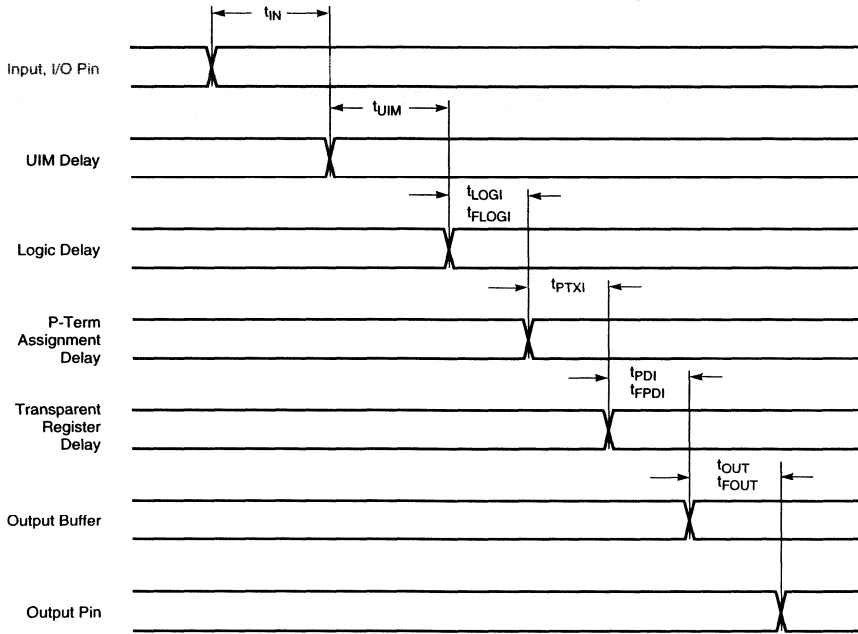 tIN
Input, I/O Pin
tUIM
UIM Delay
tLOGI
tFLOGI
Logic Delay
tPTXI
P-Term
Assignment
Delay
tPDI
tFPDI
Transparent
Register
Delay
tOUT
tFOUT
Output Buffer
Output Pin